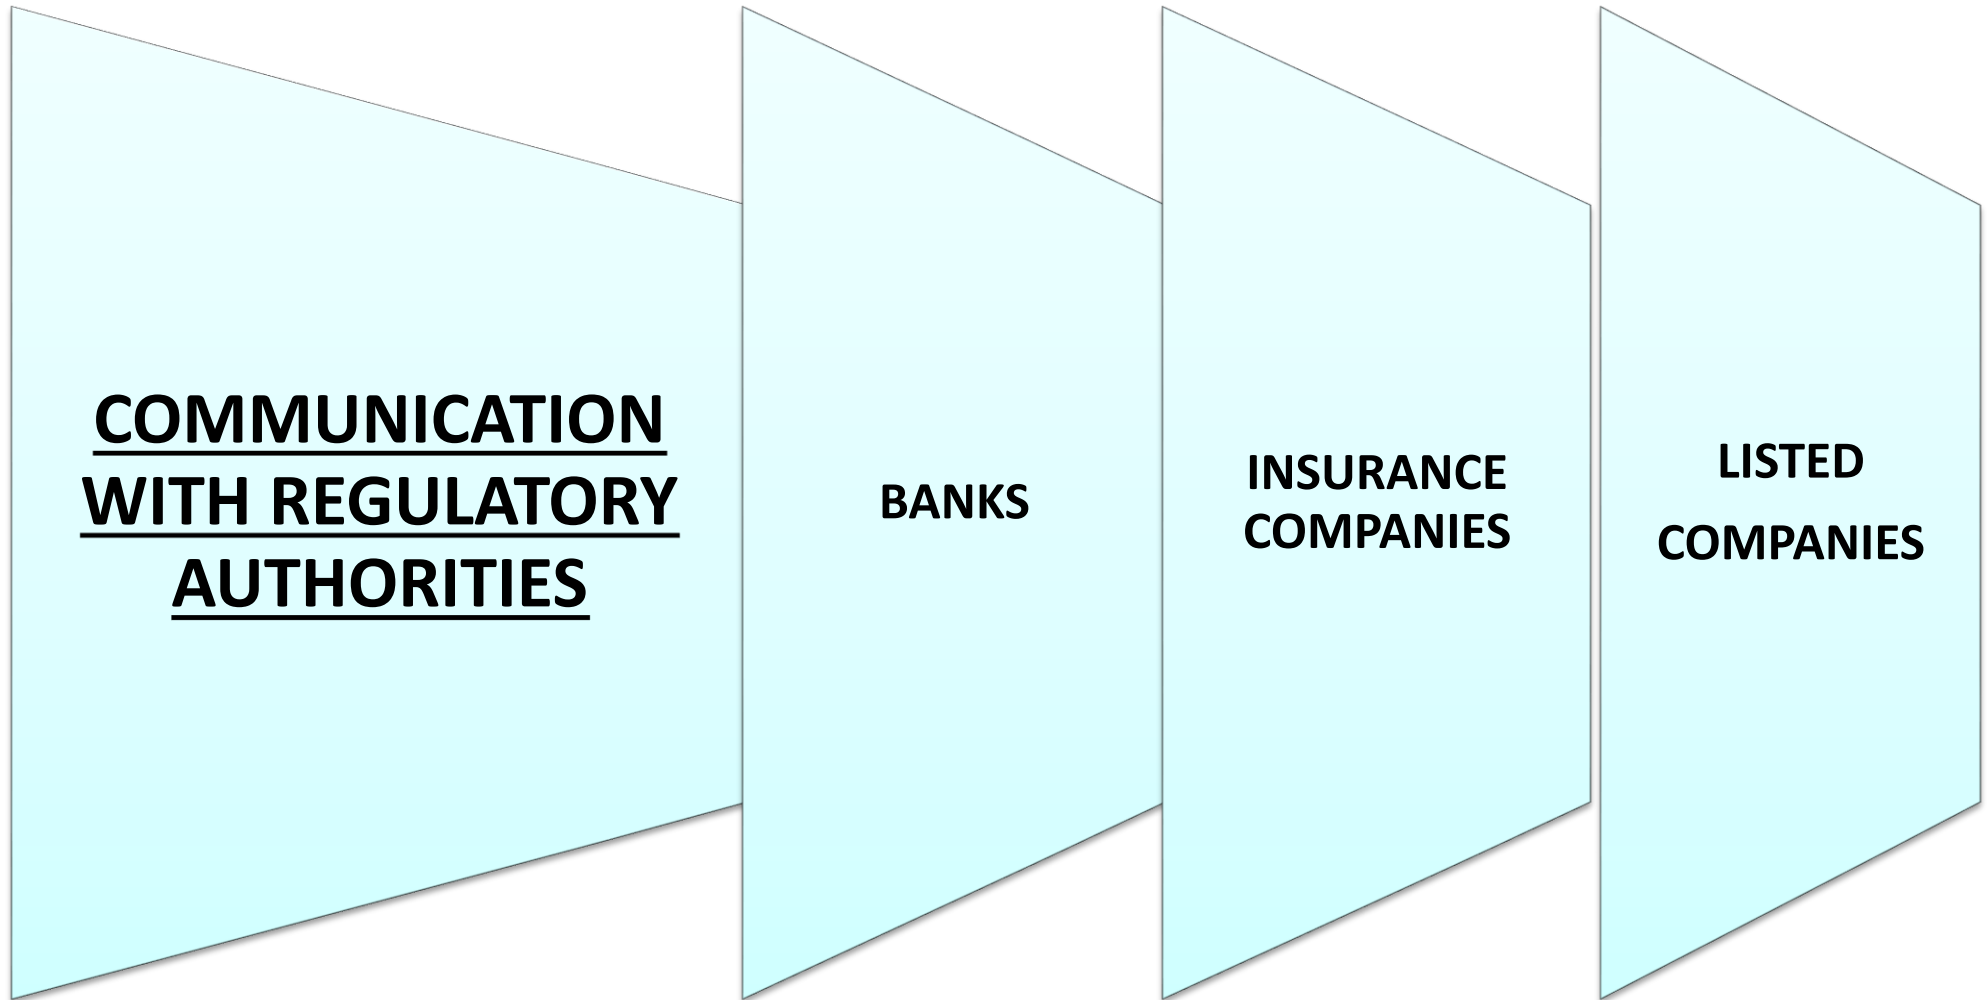 COMMUNICATION
WITH REGULATORY
AUTHORITIES
BANKS
INSURANCE
COMPANIES
LISTED
COMPANIES